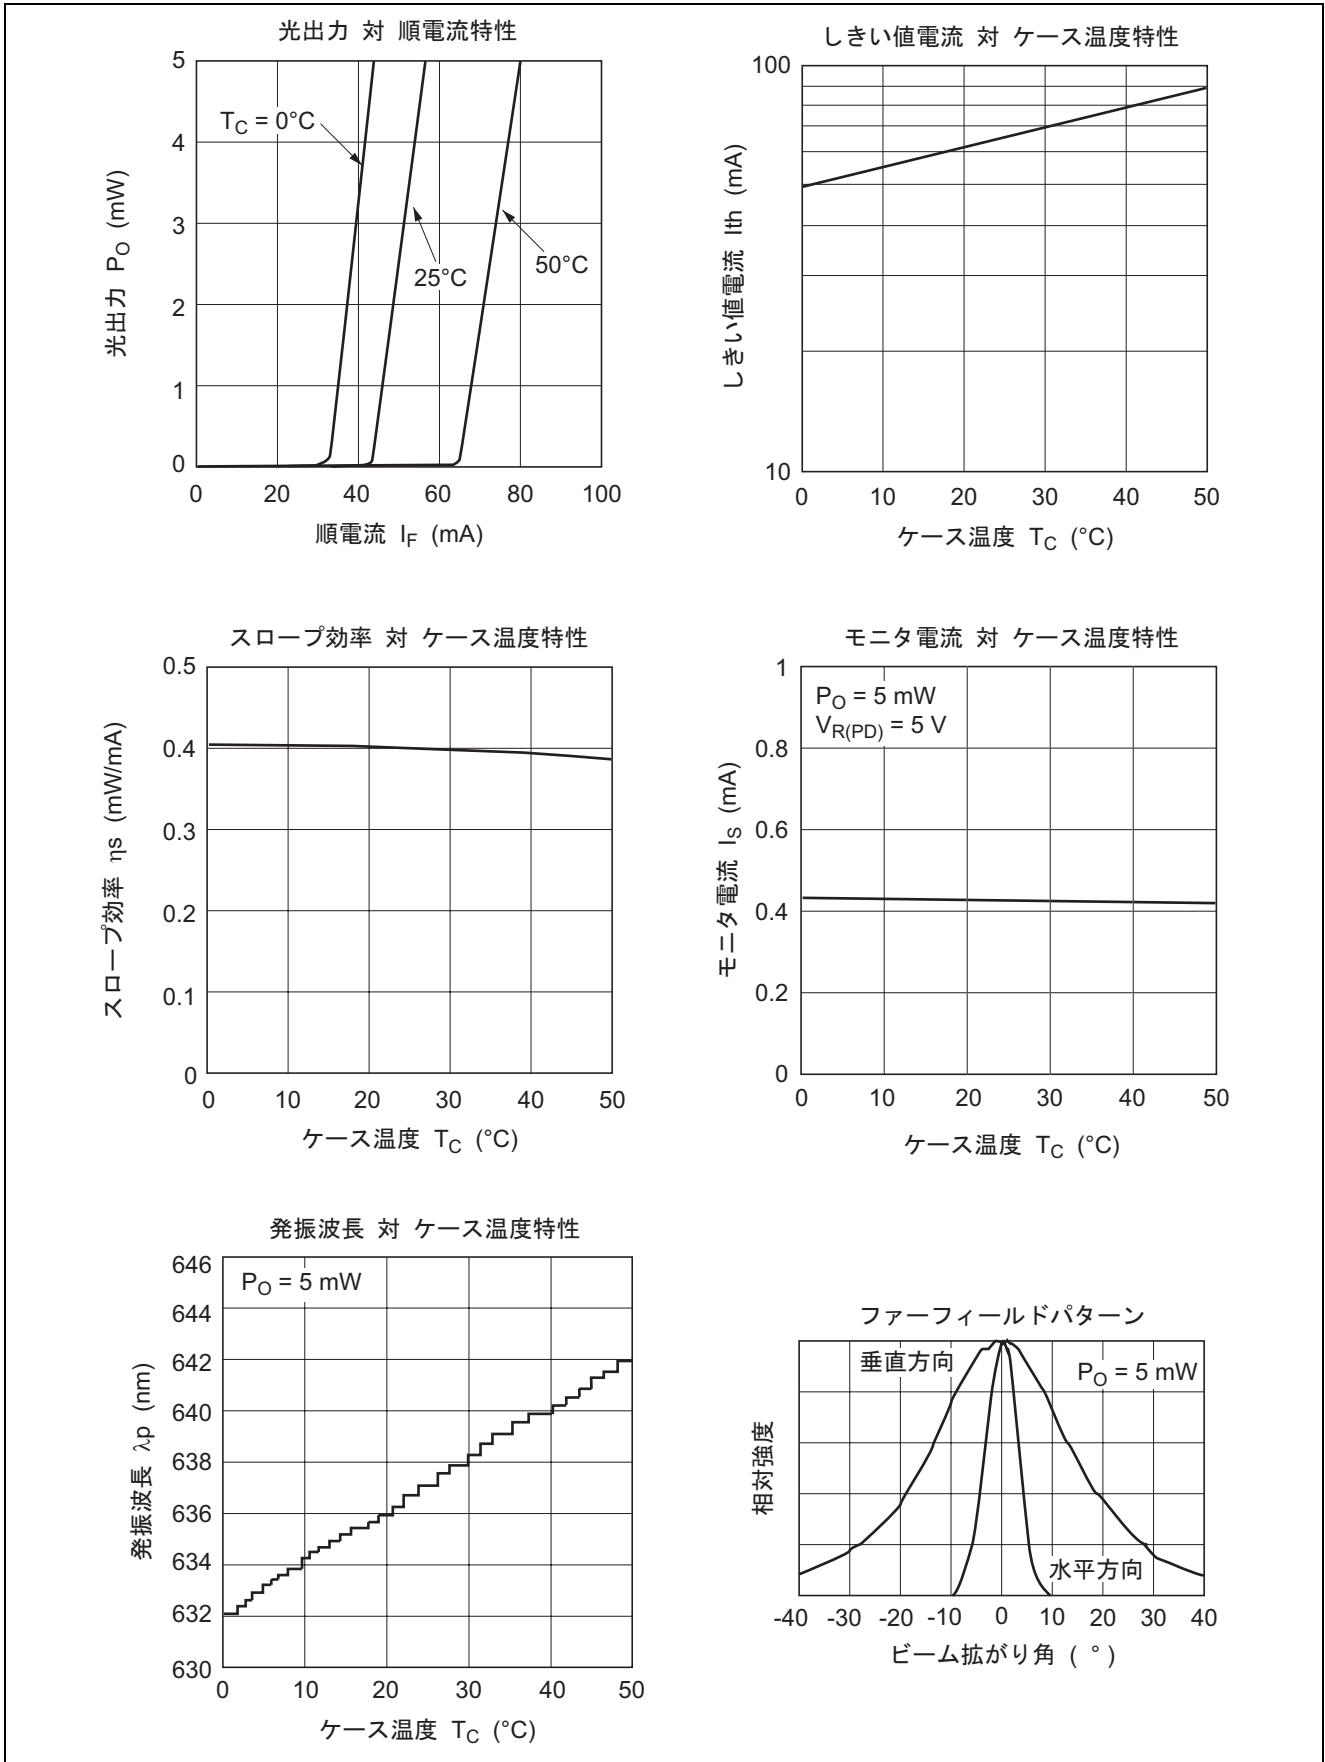 光出力 対 順電流特性
5
4
3
2
1
0
光出力 PO (mW)
TC = 0°C
25°C
50°C
0 20 40 60 80 100
順電流 IF (mA)
しきい値電流 対 ケース温度特性
100
10
しきい値電流 Ith (mA)
0 10 20 30 40 50
ケース温度 TC (°C)
スロープ効率 対 ケース温度特性
0.5
0.4
0.3
0.2
0.1
0
スロープ効率 ηs (mW/mA)
0 10 20 30 40 50
ケース温度 TC (°C)
モニタ電流 対 ケース温度特性
1
0.8
0.6
0.4
0.2
0
モニタ電流 IS (mA)
PO = 5 mW
VR(PD) = 5 V
0 10 20 30 40 50
ケース温度 TC (°C)
発振波長 対 ケース温度特性
646
644
642
640
638
636
634
632
630
発振波長 λp (nm)
PO = 5 mW
0 10 20 30 40 50
ケース温度 TC (°C)
ファーフィールドパターン
相対強度
垂直方向
PO = 5 mW
水平方向
-40 -30 -20 -10 0 10 20 30 40
ビーム拡がり角 ( ° )